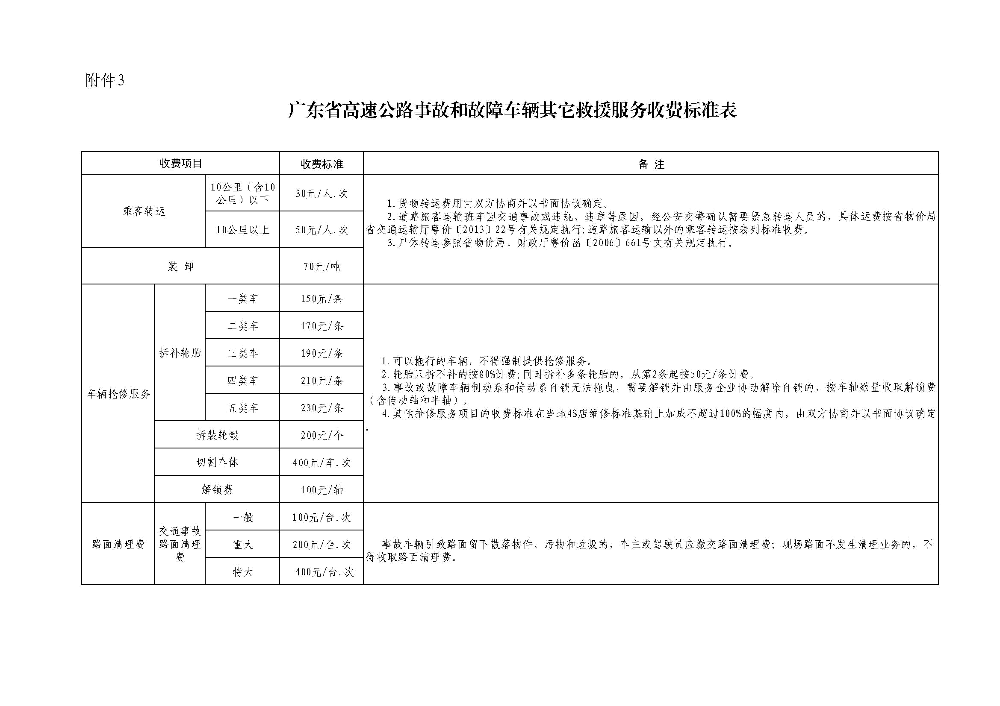 附件3
广东省高速公路事故和故障车辆其它救援服务收费标准表
收费项目
收费标准
备 注
乘客转运
10公里（含10
公里）以下
30元/人.次
10公里以上
50元/人.次
装 卸
70元/吨
1.货物转运费用由双方协商并以书面协议确定。
2.道路旅客运输班车因交通事故或违规、违章等原因，经公安交警确认需要紧急转运人员的，具体运费按省物价局
省交通运输厅粤价〔2013〕22号有关规定执行;道路旅客运输以外的乘客转运按表列标准收费。
3.尸体转运参照省物价局、财政厅粤价函〔2006〕661号文有关规定执行。
车辆抢修服务
拆补轮胎
一类车
150元/条
二类车
170元/条
三类车
190元/条
四类车
210元/条
五类车
230元/条
拆装轮毂
200元/个
切割车体
400元/车.次
解锁费
100元/轴
1.可以拖行的车辆，不得强制提供抢修服务。
2.轮胎只拆不补的按80%计费;同时拆补多条轮胎的，从第2条起按50元/条计费。
3.事故或故障车辆制动系和传动系自锁无法拖曳，需要解锁并由服务企业协助解除自锁的，按车轴数量收取解锁费
（含传动轴和半轴）。
4.其他抢修服务项目的收费标准在当地4S店维修标准基础上加成不超过100%的幅度内，由双方协商并以书面协议确定
。
路面清理费
交通事故
路面清理
费
一般
100元/台.次
重大
200元/台.次
特大
400元/台.次
事故车辆引致路面留下散落物件、污物和垃圾的，车主或驾驶员应缴交路面清理费；现场路面不发生清理业务的，不
得收取路面清理费。